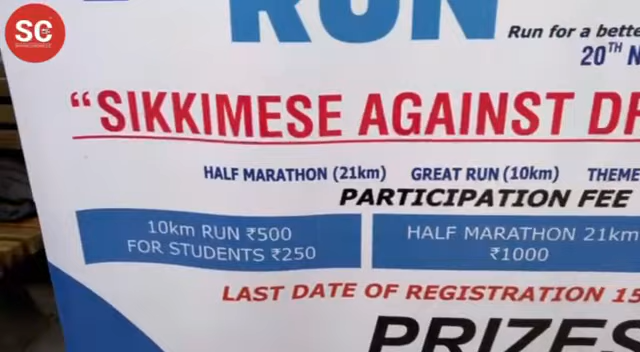 SC
RUN
Run for a bette
20TH N
"SIKKIMESE AGAINST DR
HALF MARATHON (21km) GREAT RUN (10km) THEME
PARTICIPATION FEE
10km RUN ₹500
FOR STUDENTS ₹250
HALF MARATHON 21km
₹1000
LAST DATE OF REGISTRATION 15
PRIZES